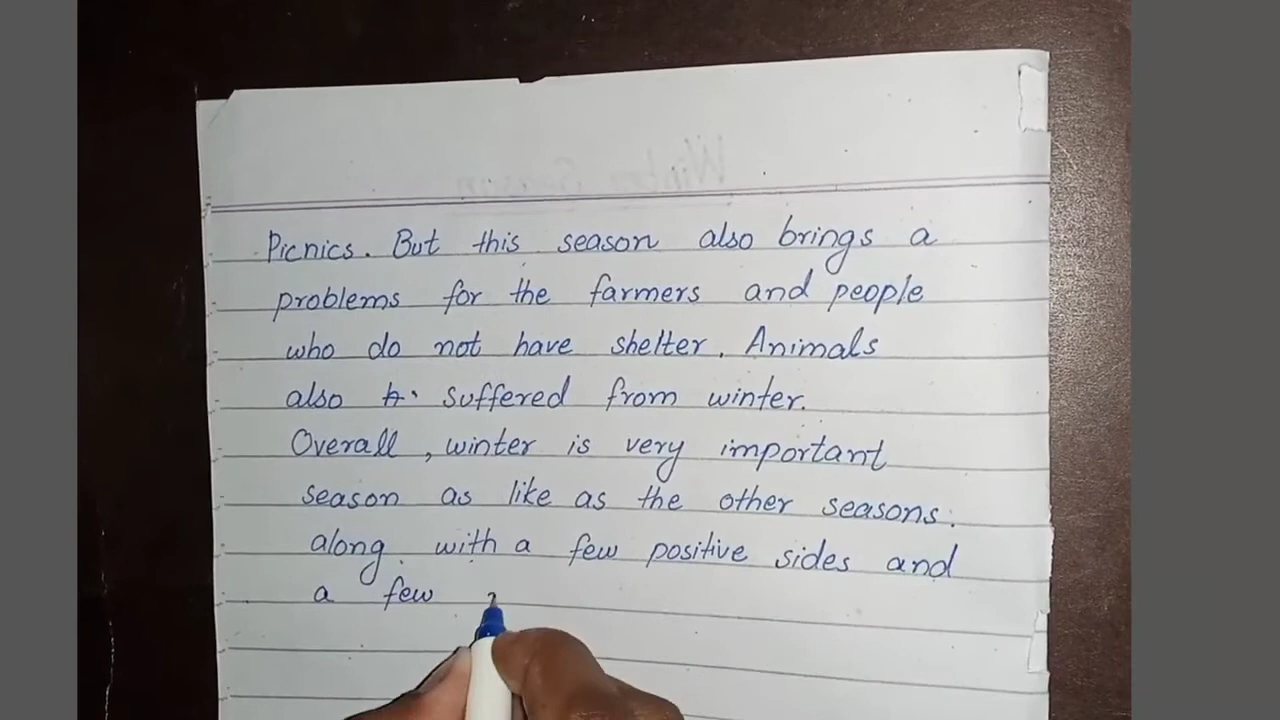 Winter Season
Picnics. But this season also brings a
problems for the farmers and people
who do not have shelter. Animals
also suffered from winter.
Overall, winter is very important
season as like as the other seasons.
along with a few positive sides and
a few